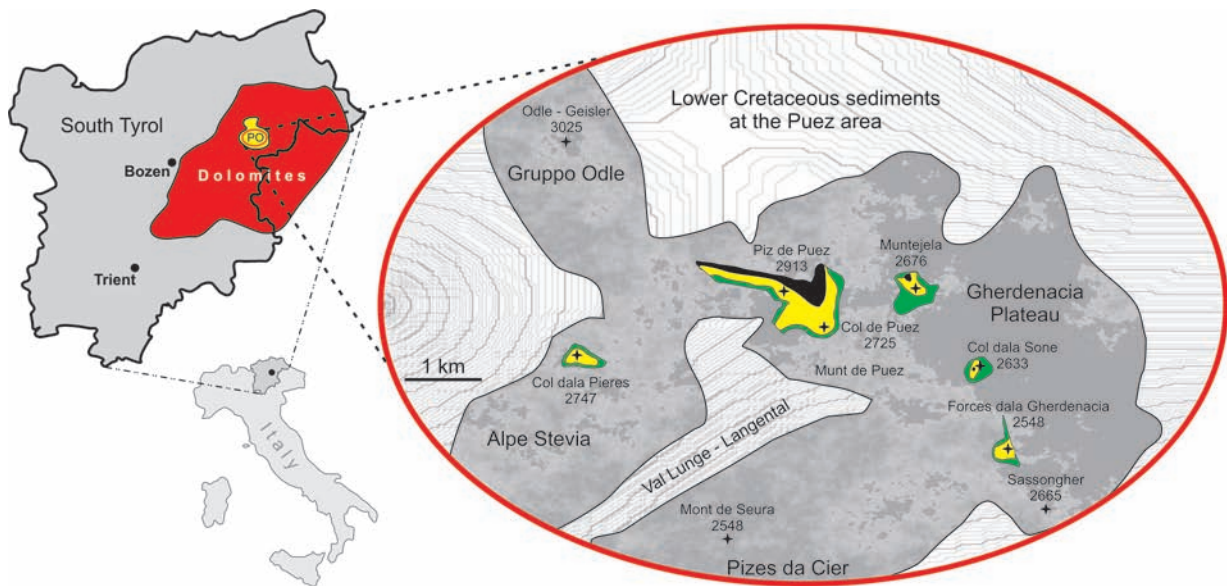 South Tyrol
PO
Bozen
Dolomites
Trient
Italy
Lower Cretaceous sediments
at the Puez area
Odle - Geisler
3025
Gruppo Odle
Piz de Puez
2913
Muntejela
2676
Gherdenacia
Plateau
Col de Puez
2725
Munt de Puez
Col dala Sone
2633
1 km
Col dala Pieres
2747
Forces dala Gherdenacia
2548
Alpe Stevia
Val Lunge - Langental
Sassongher
2665
Mont de Seura
2548
Pizes da Cier